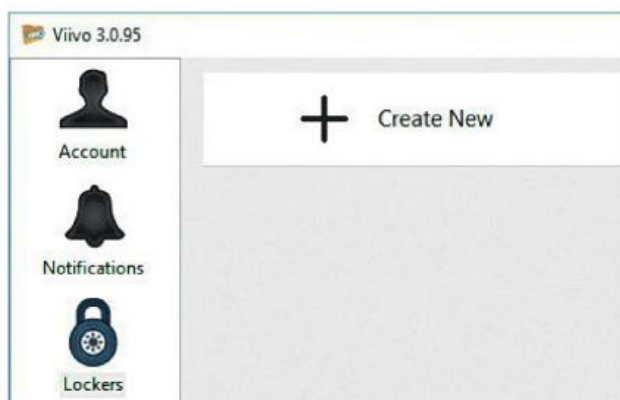 Viivo 3.0.95
Create New
Account
Notifications
Lockers